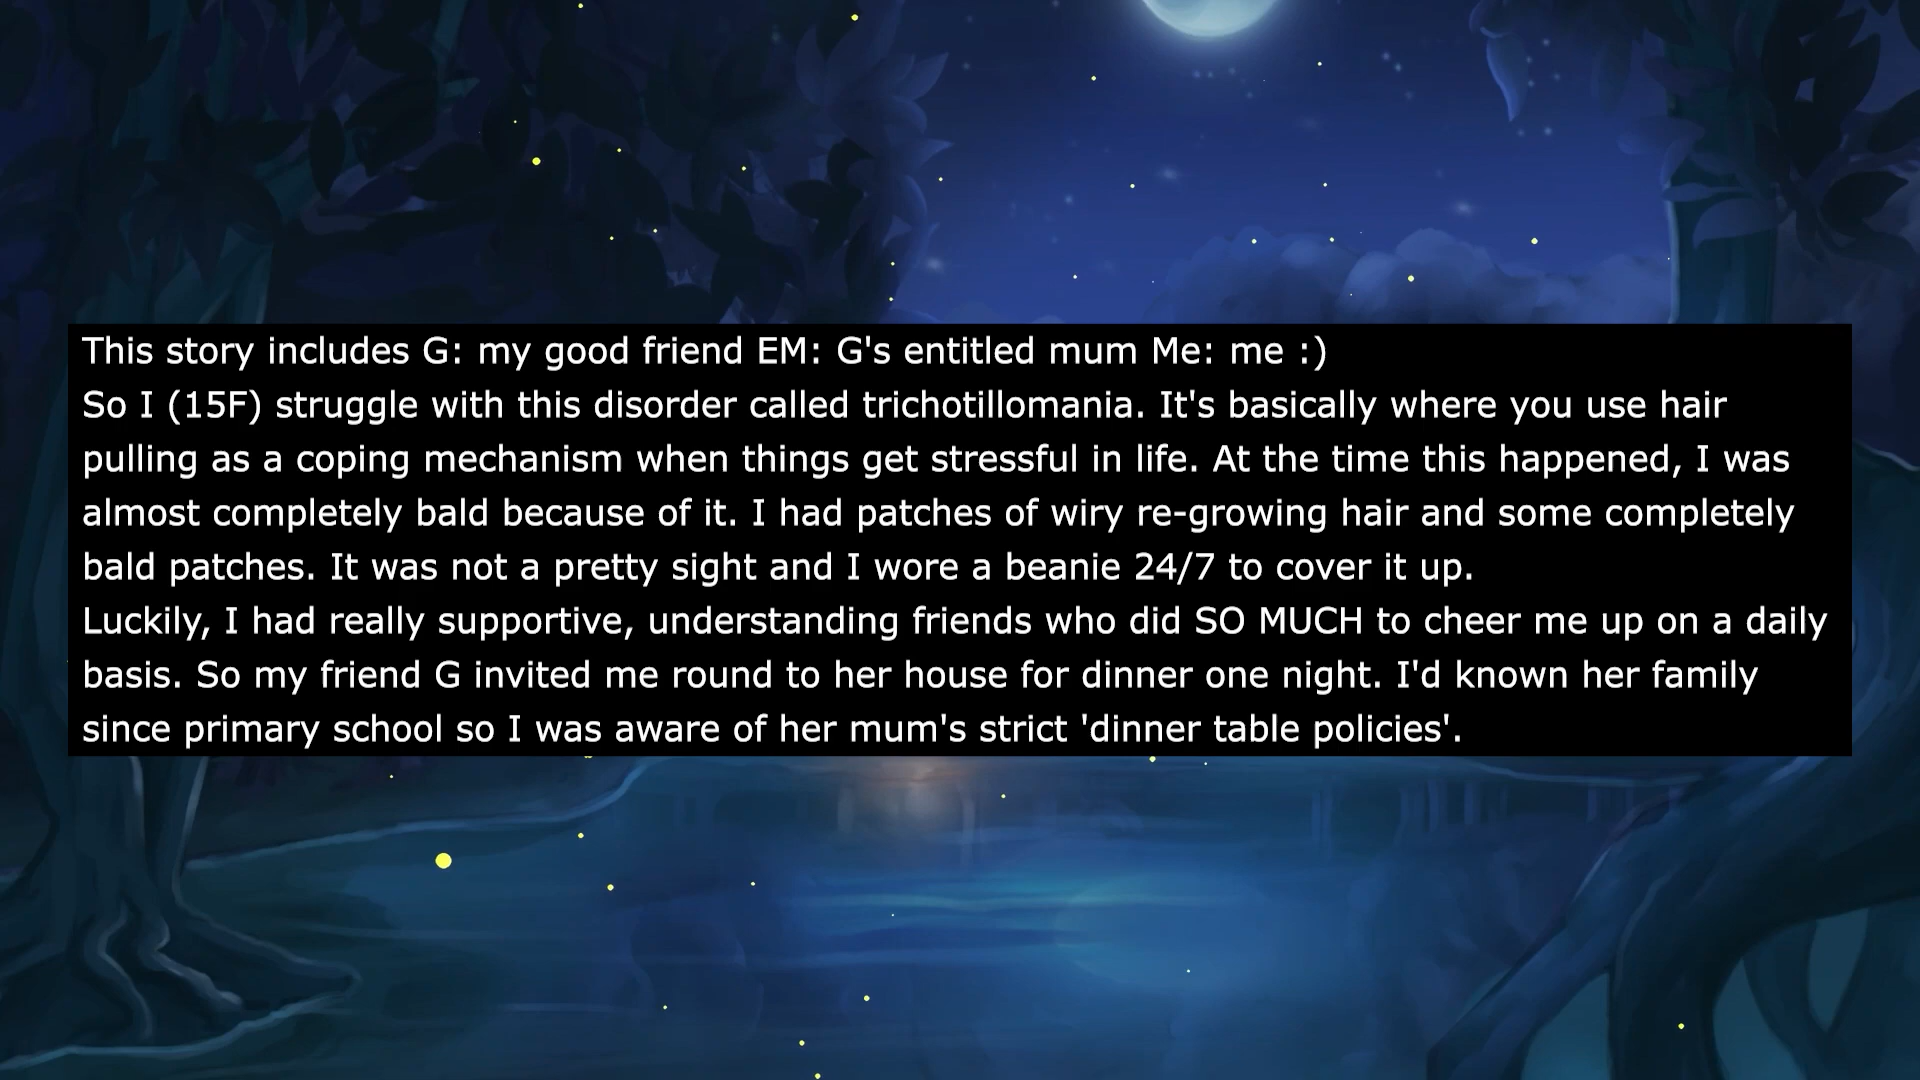 This story includes G: my good friend EM: G's entitled mum Me: me :)
So I (15F) struggle with this disorder called trichotillomania. It's basically where you use hair
pulling as a coping mechanism when things get stressful in life. At the time this happened, I was
almost completely bald because of it. I had patches of wiry re-growing hair and some completely
bald patches. It was not a pretty sight and I wore a beanie 24/7 to cover it up.
Luckily, I had really supportive, understanding friends who did SO MUCH to cheer me up on a daily
basis. So my friend G invited me round to her house for dinner one night. I'd known her family
since primary school so I was aware of her mum's strict 'dinner table policies'.